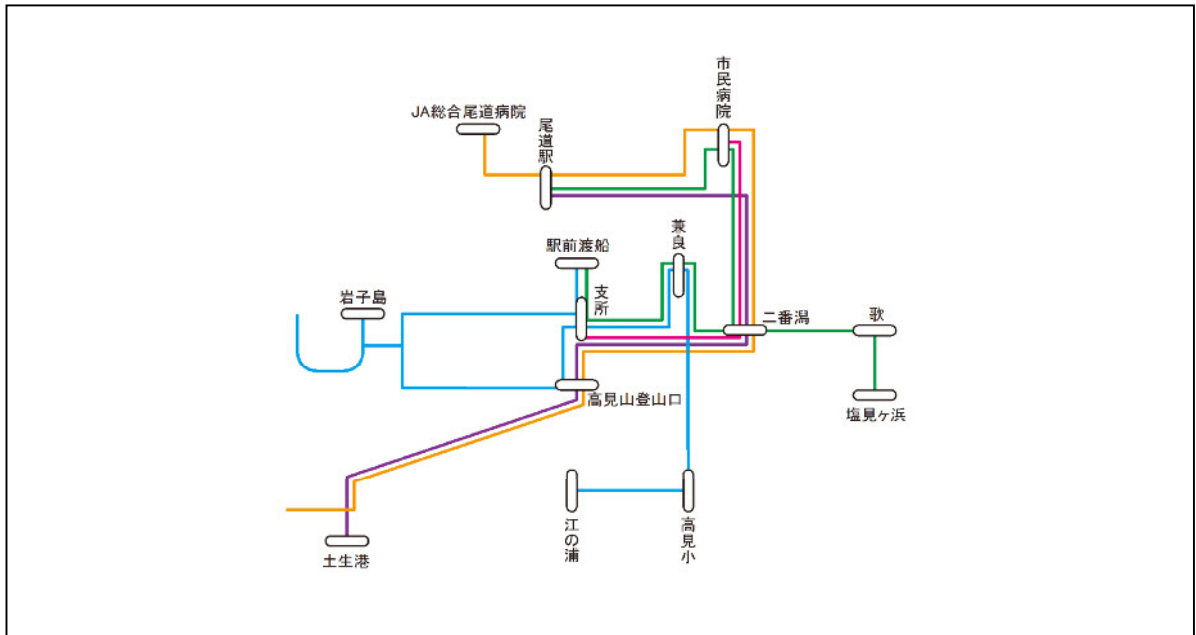 市民病院
JA総合尾道病院
尾道駅
兼良
駅前渡船
支所
岩子島
二番潟
歌
高見山登山口
塩見ヶ浜
江の浦
高見小
土生港